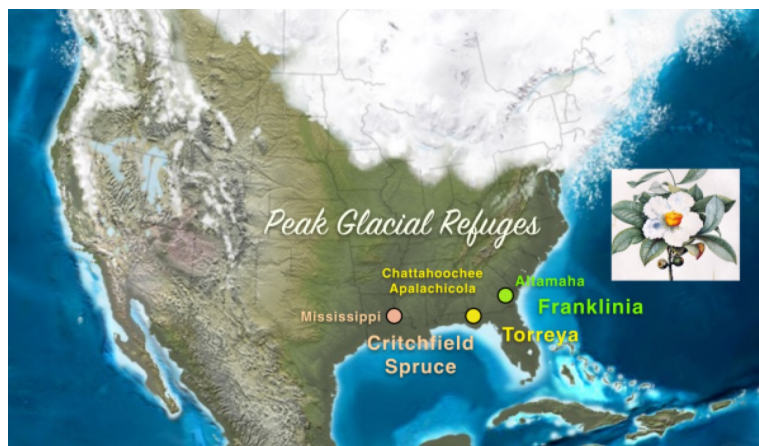 Peak Glacial Refuges
Chattahoochee
Apalachicola
Altamaha
Franklinia
Mississippi
Torreya
Critchfield
Spruce